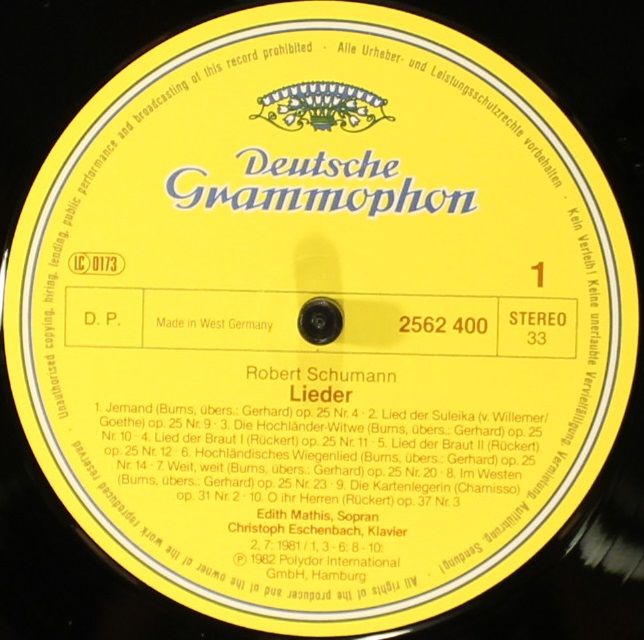 Unauthorized copying, hiring, lending, public performance and broadcasting of this record prohibited · Alle Urheber- und Leistungsschutzrechte vorbehalten · Kein Verleih! Keine unerlaubte Vervielfältigung, Vermietung, Aufführung, Sendung!
All rights of the producer and of the owner of the work reproduced reserved
Deutsche
Grammophon
LC 0173
1
D. P.
Made in West Germany
2562 400
STEREO
33
Robert Schumann
Lieder
1. Jemand (Burns, übers.: Gerhard) op. 25 Nr. 4 · 2. Lied der Suleika (v. Willemer/
Goethe) op. 25 Nr. 9 · 3. Die Hochländer-Witwe (Burns, übers.: Gerhard) op. 25
Nr. 10 · 4. Lied der Braut I (Rückert) op. 25 Nr. 11 · 5. Lied der Braut II (Rückert)
op. 25 Nr. 12 · 6. Hochländisches Wiegenlied (Burns, übers.: Gerhard) op. 25
Nr. 14 · 7. Weit, weit (Burns, übers.: Gerhard) op. 25 Nr. 20 · 8. Im Westen
(Burns, übers.: Gerhard) op. 25 Nr. 23 · 9. Die Kartenlegerin (Chamisso)
op. 31 Nr. 2 · 10. O ihr Herren (Rückert) op. 37 Nr. 3
Edith Mathis, Sopran
Christoph Eschenbach, Klavier
2, 7: 1981 / 1, 3 - 6: 8 - 10:
℗ 1982 Polydor International
GmbH, Hamburg